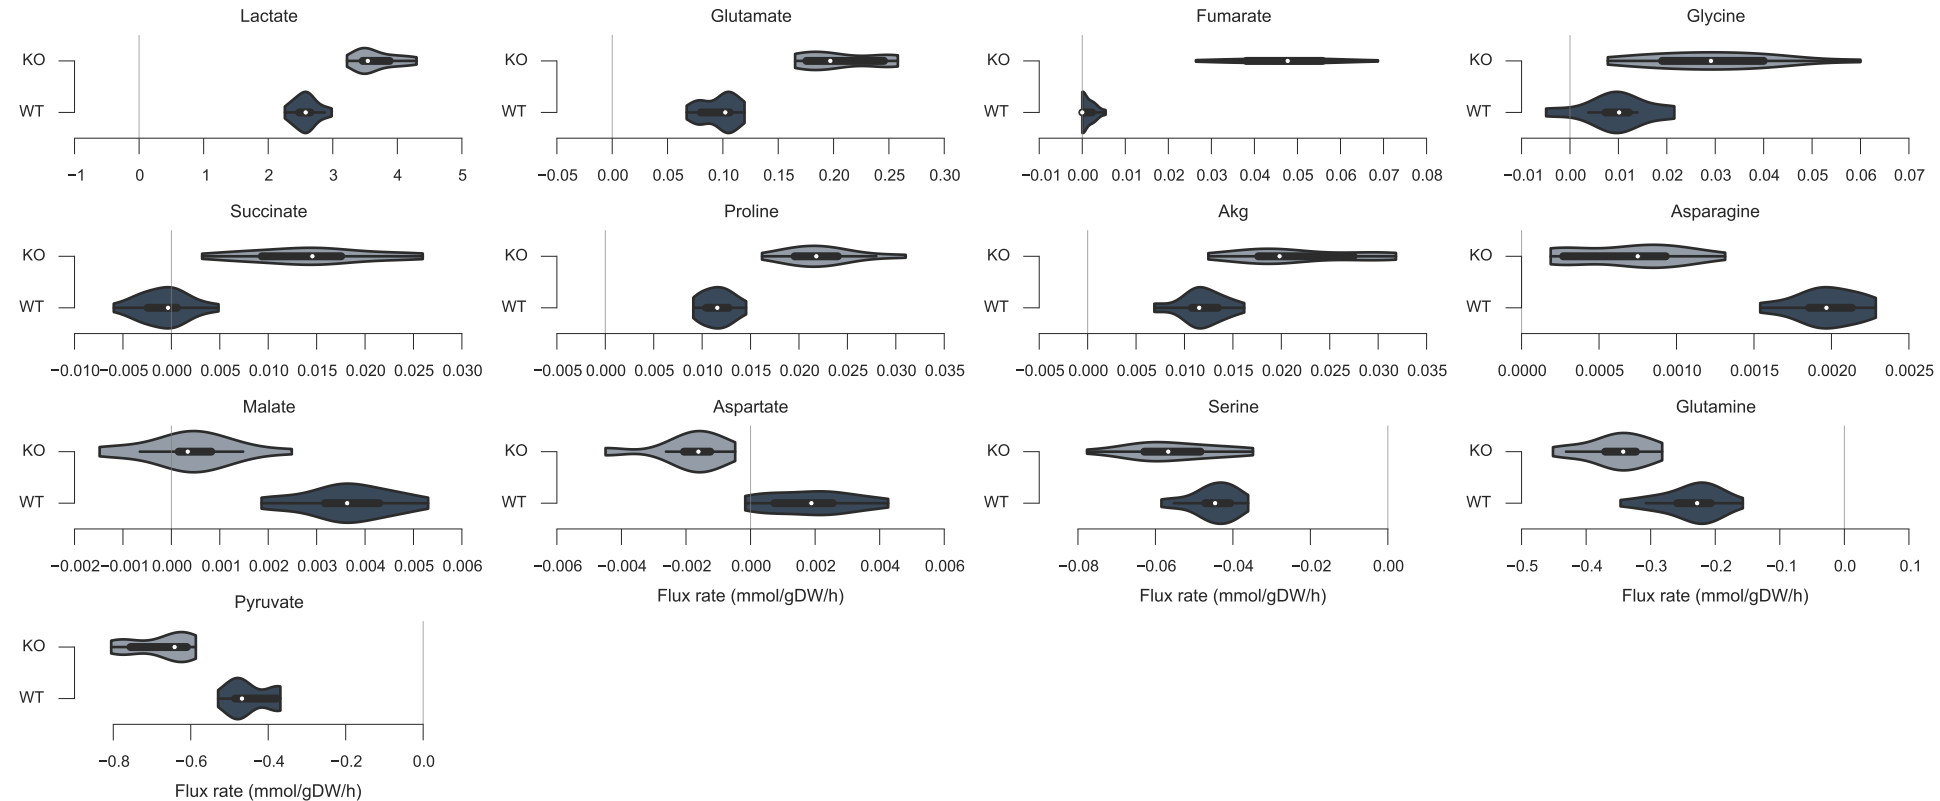 Lactate Glutamate Fumarate Glycine
KO KO KO KO
WT WT WT WT
−1 0 1 2 3 4 5 −0.05 0.00 0.05 0.10 0.15 0.20 0.25 0.30 −0.01 0.00 0.01 0.02 0.03 0.04 0.05 0.06 0.07 0.08 −0.01 0.00 0.01 0.02 0.03 0.04 0.05 0.06 0.07
Succinate Proline Akg Asparagine
KO KO KO KO
WT WT WT WT
−0.010 −0.005 0.000 0.005 0.010 0.015 0.020 0.025 0.030 −0.005 0.000 0.005 0.010 0.015 0.020 0.025 0.030 0.035 −0.005 0.000 0.005 0.010 0.015 0.020 0.025 0.030 0.035 0.0000 0.0005 0.0010 0.0015 0.0020 0.0025
Malate Aspartate Serine Glutamine
KO KO KO KO
WT WT WT WT
−0.002 −0.001 0.000 0.001 0.002 0.003 0.004 0.005 0.006 −0.006 −0.004 −0.002 0.000 0.002 0.004 0.006 −0.08 −0.06 −0.04 −0.02 0.00 −0.5 −0.4 −0.3 −0.2 −0.1 0.0 0.1
Flux rate (mmol/gDW/h) Flux rate (mmol/gDW/h) Flux rate (mmol/gDW/h)
Pyruvate
KO
WT
−0.8 −0.6 −0.4 −0.2 0.0
Flux rate (mmol/gDW/h)